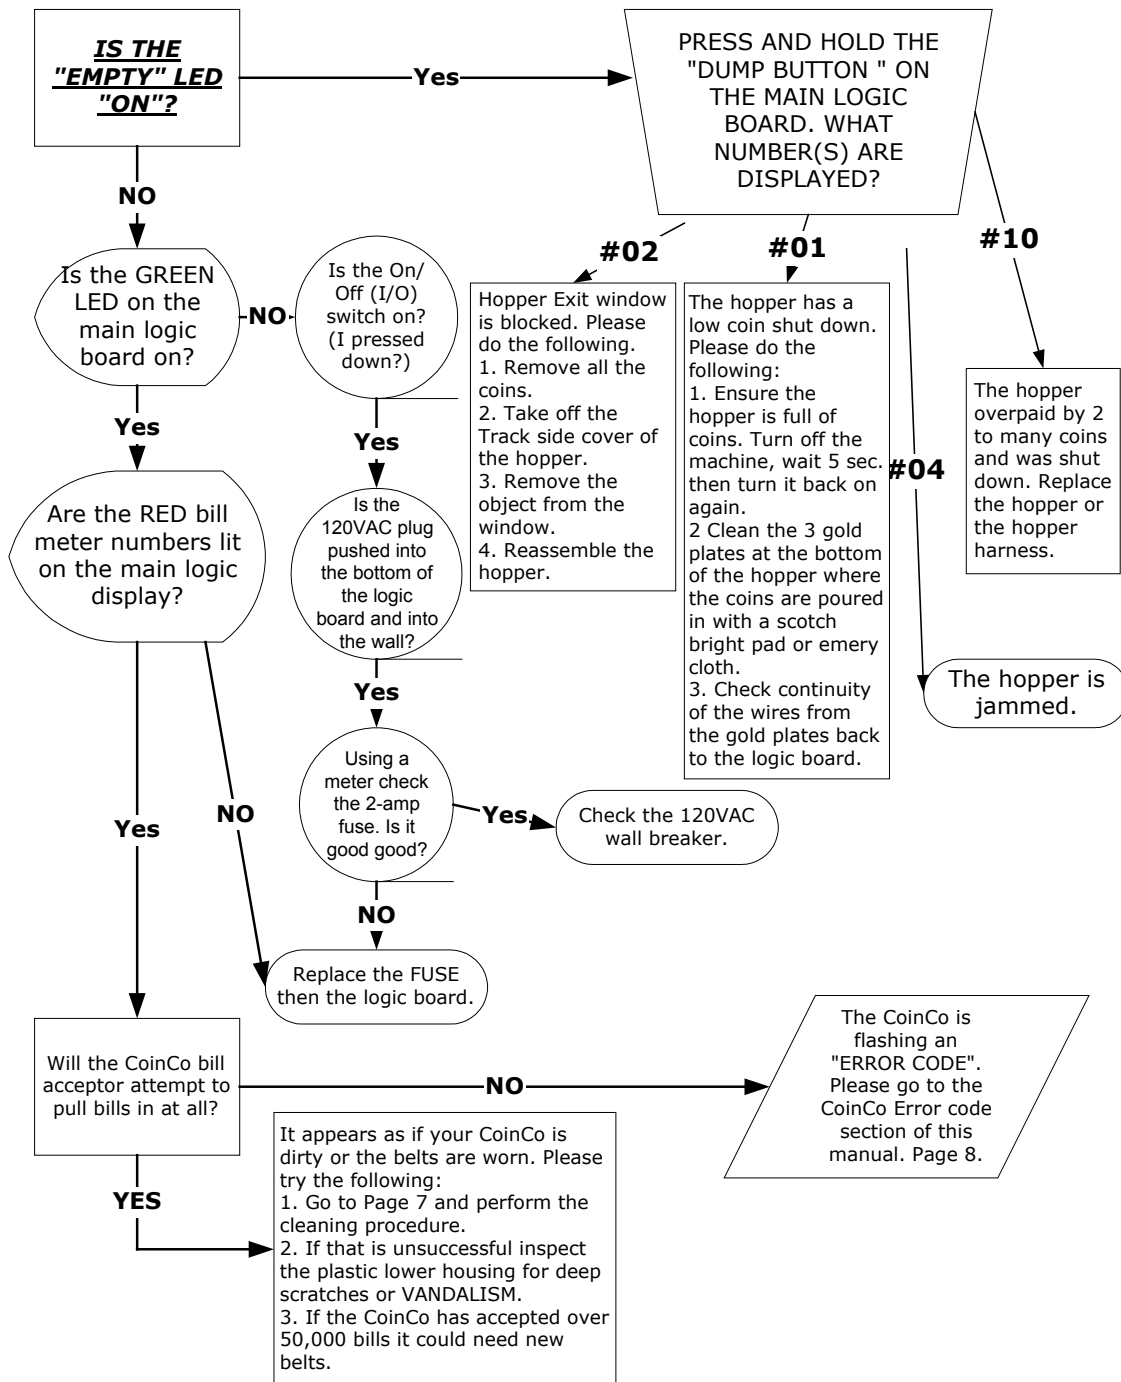 IS THE
"EMPTY" LED
"ON"?
Yes
PRESS AND HOLD THE
"DUMP BUTTON " ON
THE MAIN LOGIC
BOARD. WHAT
NUMBER(S) ARE
DISPLAYED?
NO
#02
#01
#10
#04
Is the GREEN
LED on the
main logic
board on?
NO
Is the On/
Off (I/O)
switch on?
(I pressed
down?)
Hopper Exit window
is blocked. Please
do the following.
1. Remove all the
coins.
2. Take off the
Track side cover of
the hopper.
3. Remove the
object from the
window.
4. Reassemble the
hopper.
The hopper has a
low coin shut down.
Please do the
following:
1. Ensure the
hopper is full of
coins. Turn off the
machine, wait 5 sec.
then turn it back on
again.
2 Clean the 3 gold
plates at the bottom
of the hopper where
the coins are poured
in with a scotch
bright pad or emery
cloth.
3. Check continuity
of the wires from
the gold plates back
to the logic board.
The hopper
overpaid by 2
to many coins
and was shut
down. Replace
the hopper or
the hopper
harness.
The hopper is
jammed.
Yes
Yes
Are the RED bill
meter numbers lit
on the main logic
display?
Is the
120VAC plug
pushed into
the bottom of
the logic
board and into
the wall?
Yes
Using a
meter check
the 2-amp
fuse. Is it
good good?
Yes
Check the 120VAC
wall breaker.
NO
Yes
NO
Replace the FUSE
then the logic board.
Will the CoinCo bill
acceptor attempt to
pull bills in at all?
NO
The CoinCo is
flashing an
"ERROR CODE".
Please go to the
CoinCo Error code
section of this
manual. Page 8.
YES
It appears as if your CoinCo is
dirty or the belts are worn. Please
try the following:
1. Go to Page 7 and perform the
cleaning procedure.
2. If that is unsuccessful inspect
the plastic lower housing for deep
scratches or VANDALISM.
3. If the CoinCo has accepted over
50,000 bills it could need new
belts.